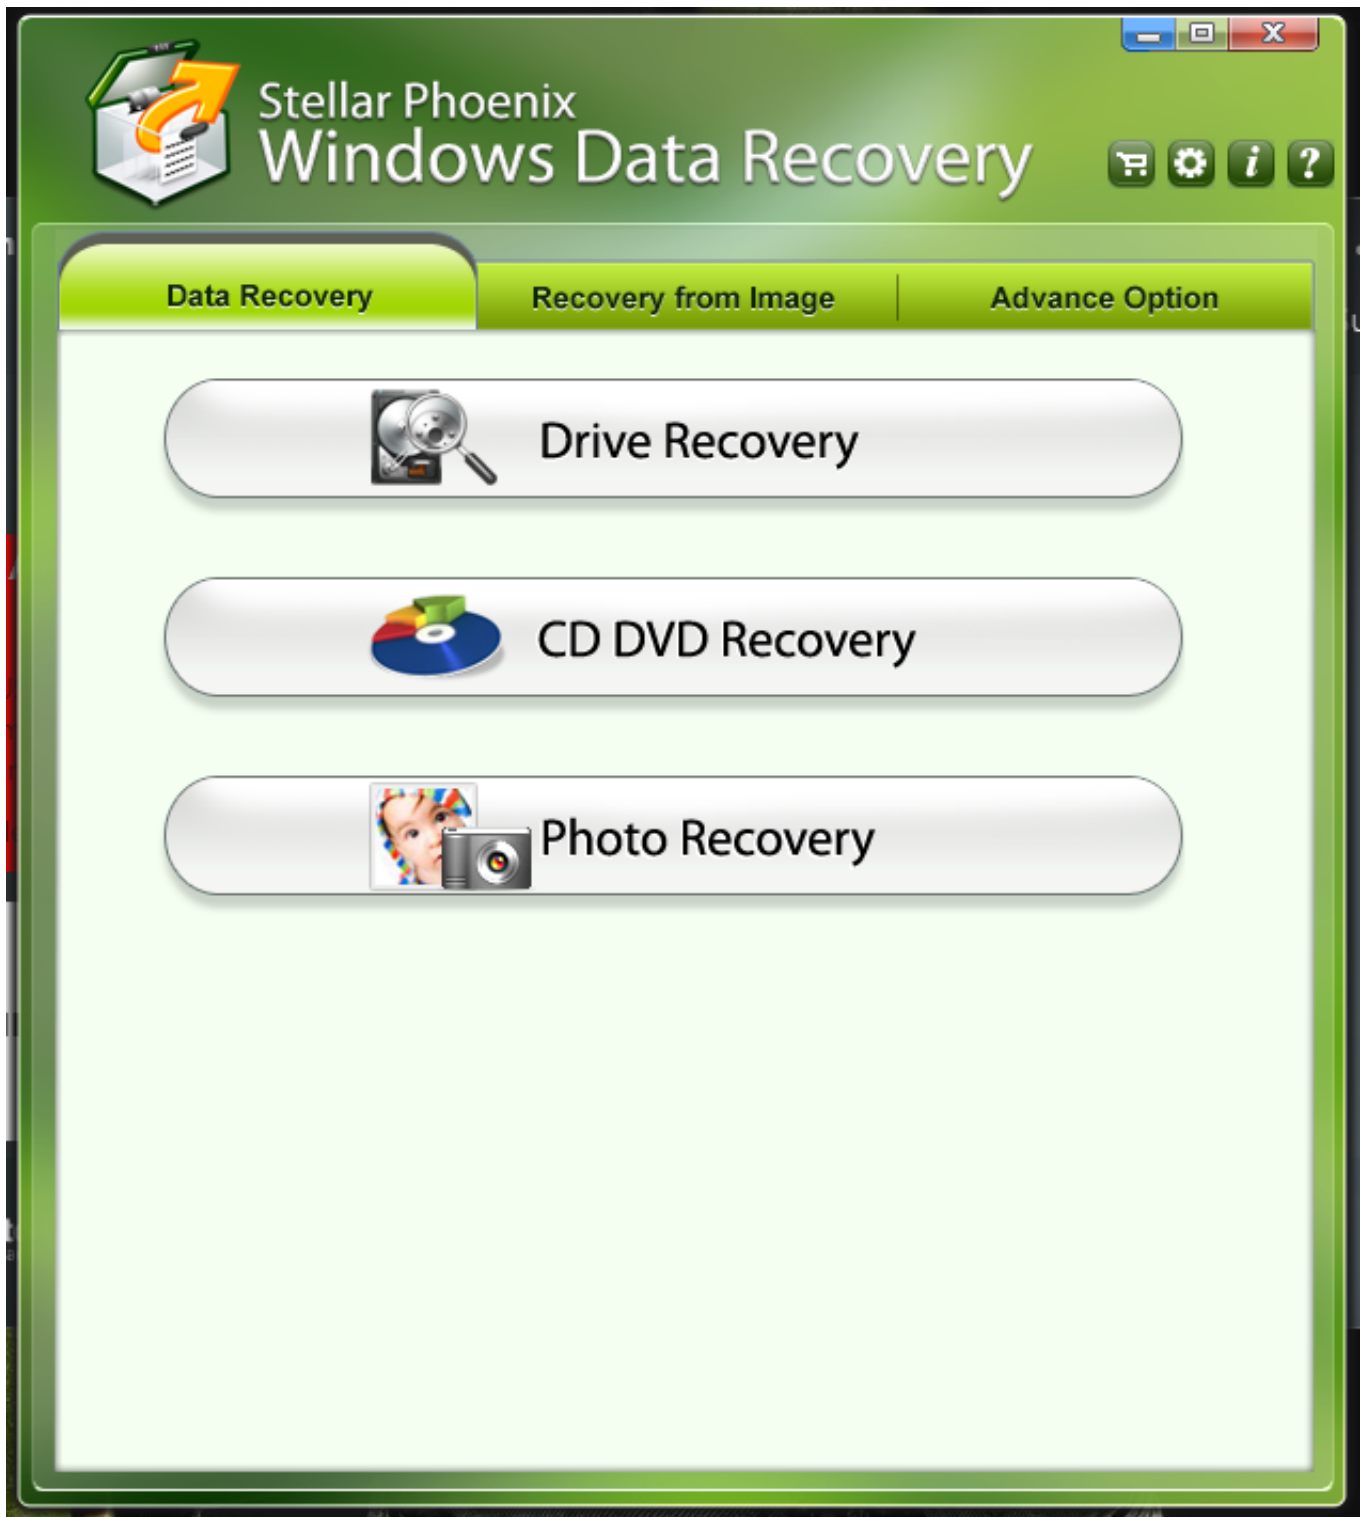 Stellar Phoenix
Windows Data Recovery
Data Recovery
Recovery from Image
Advance Option
Drive Recovery
CD DVD Recovery
Photo Recovery